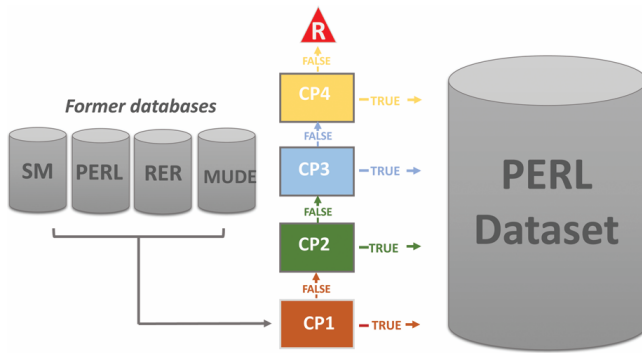 R
FALSE
CP4
TRUE
Former databases
FALSE
SM
PERL
RER
MUDE
CP3
TRUE
PERL
Dataset
FALSE
CP2
TRUE
FALSE
CP1
TRUE